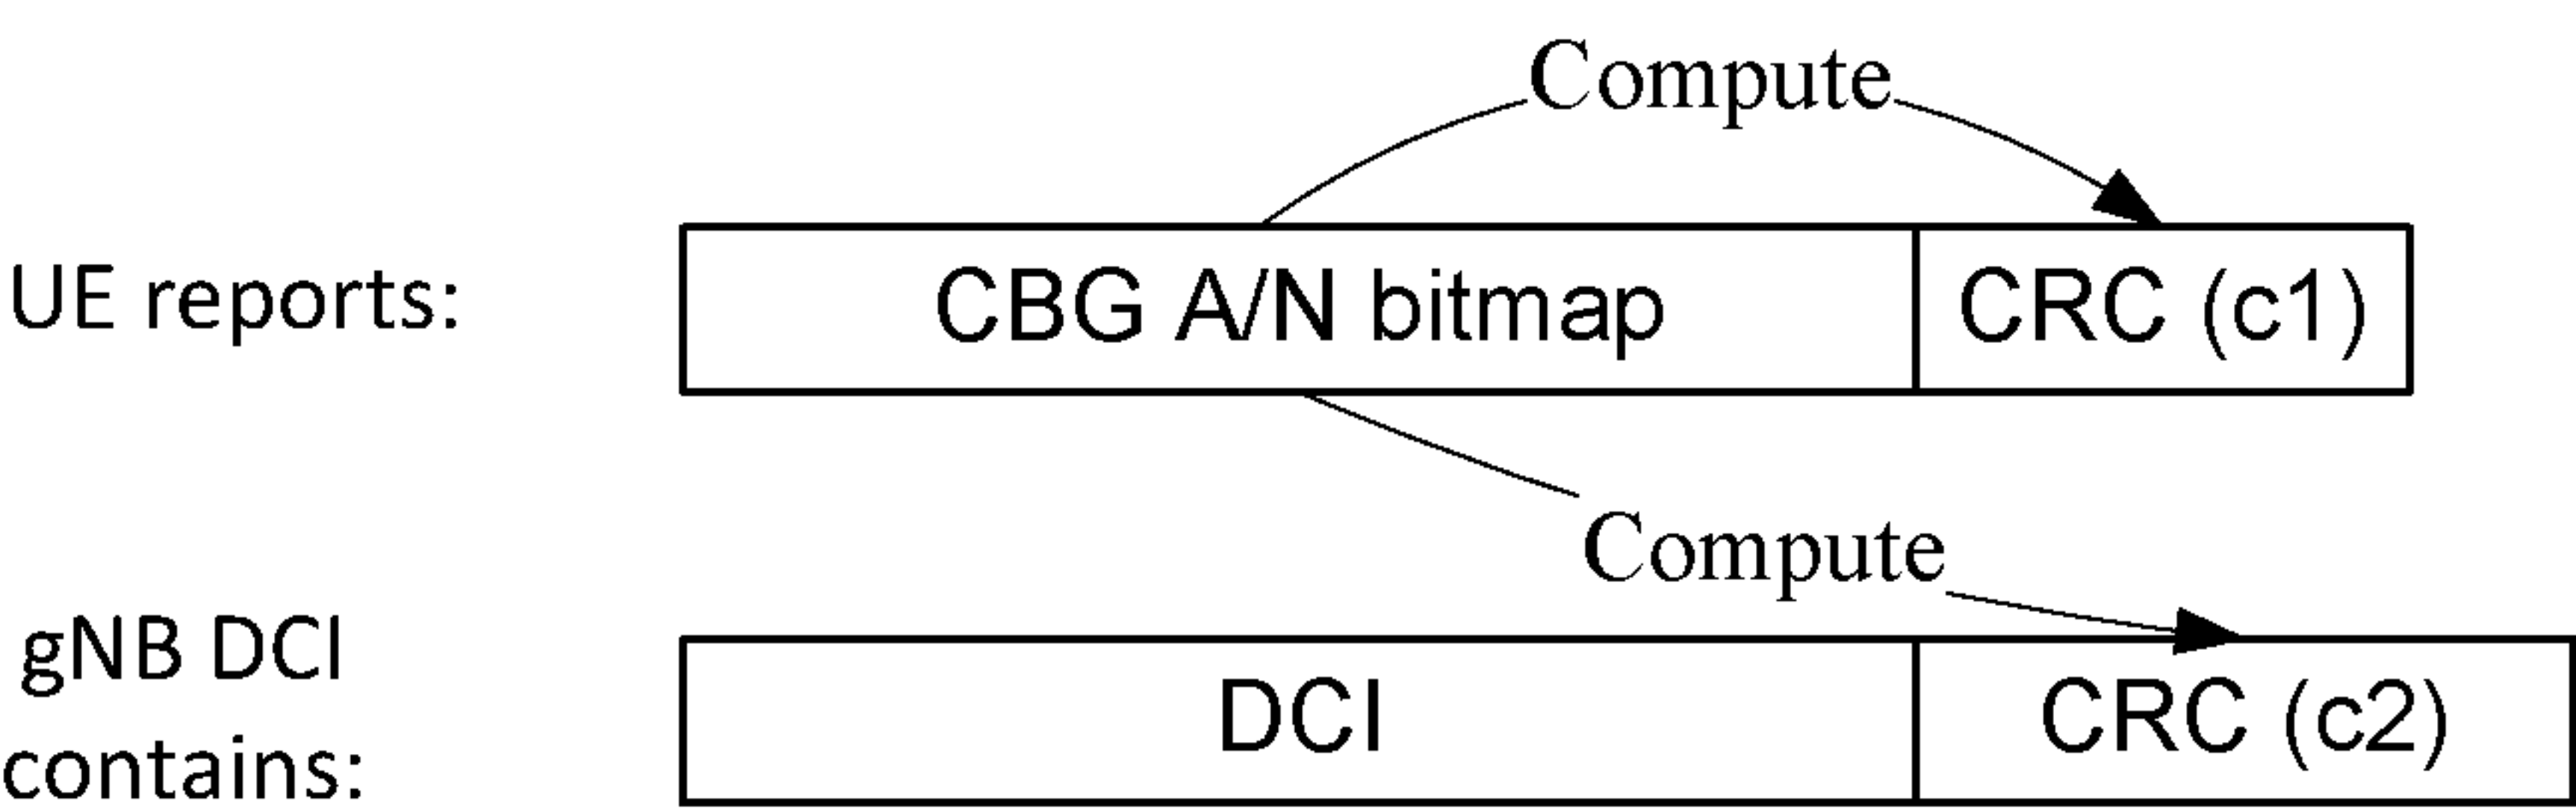 Compute
UE reports:
CBG A/N bitmap
CRC (c1)
Compute
gNB DCI
contains:
DCI
CRC (c2)